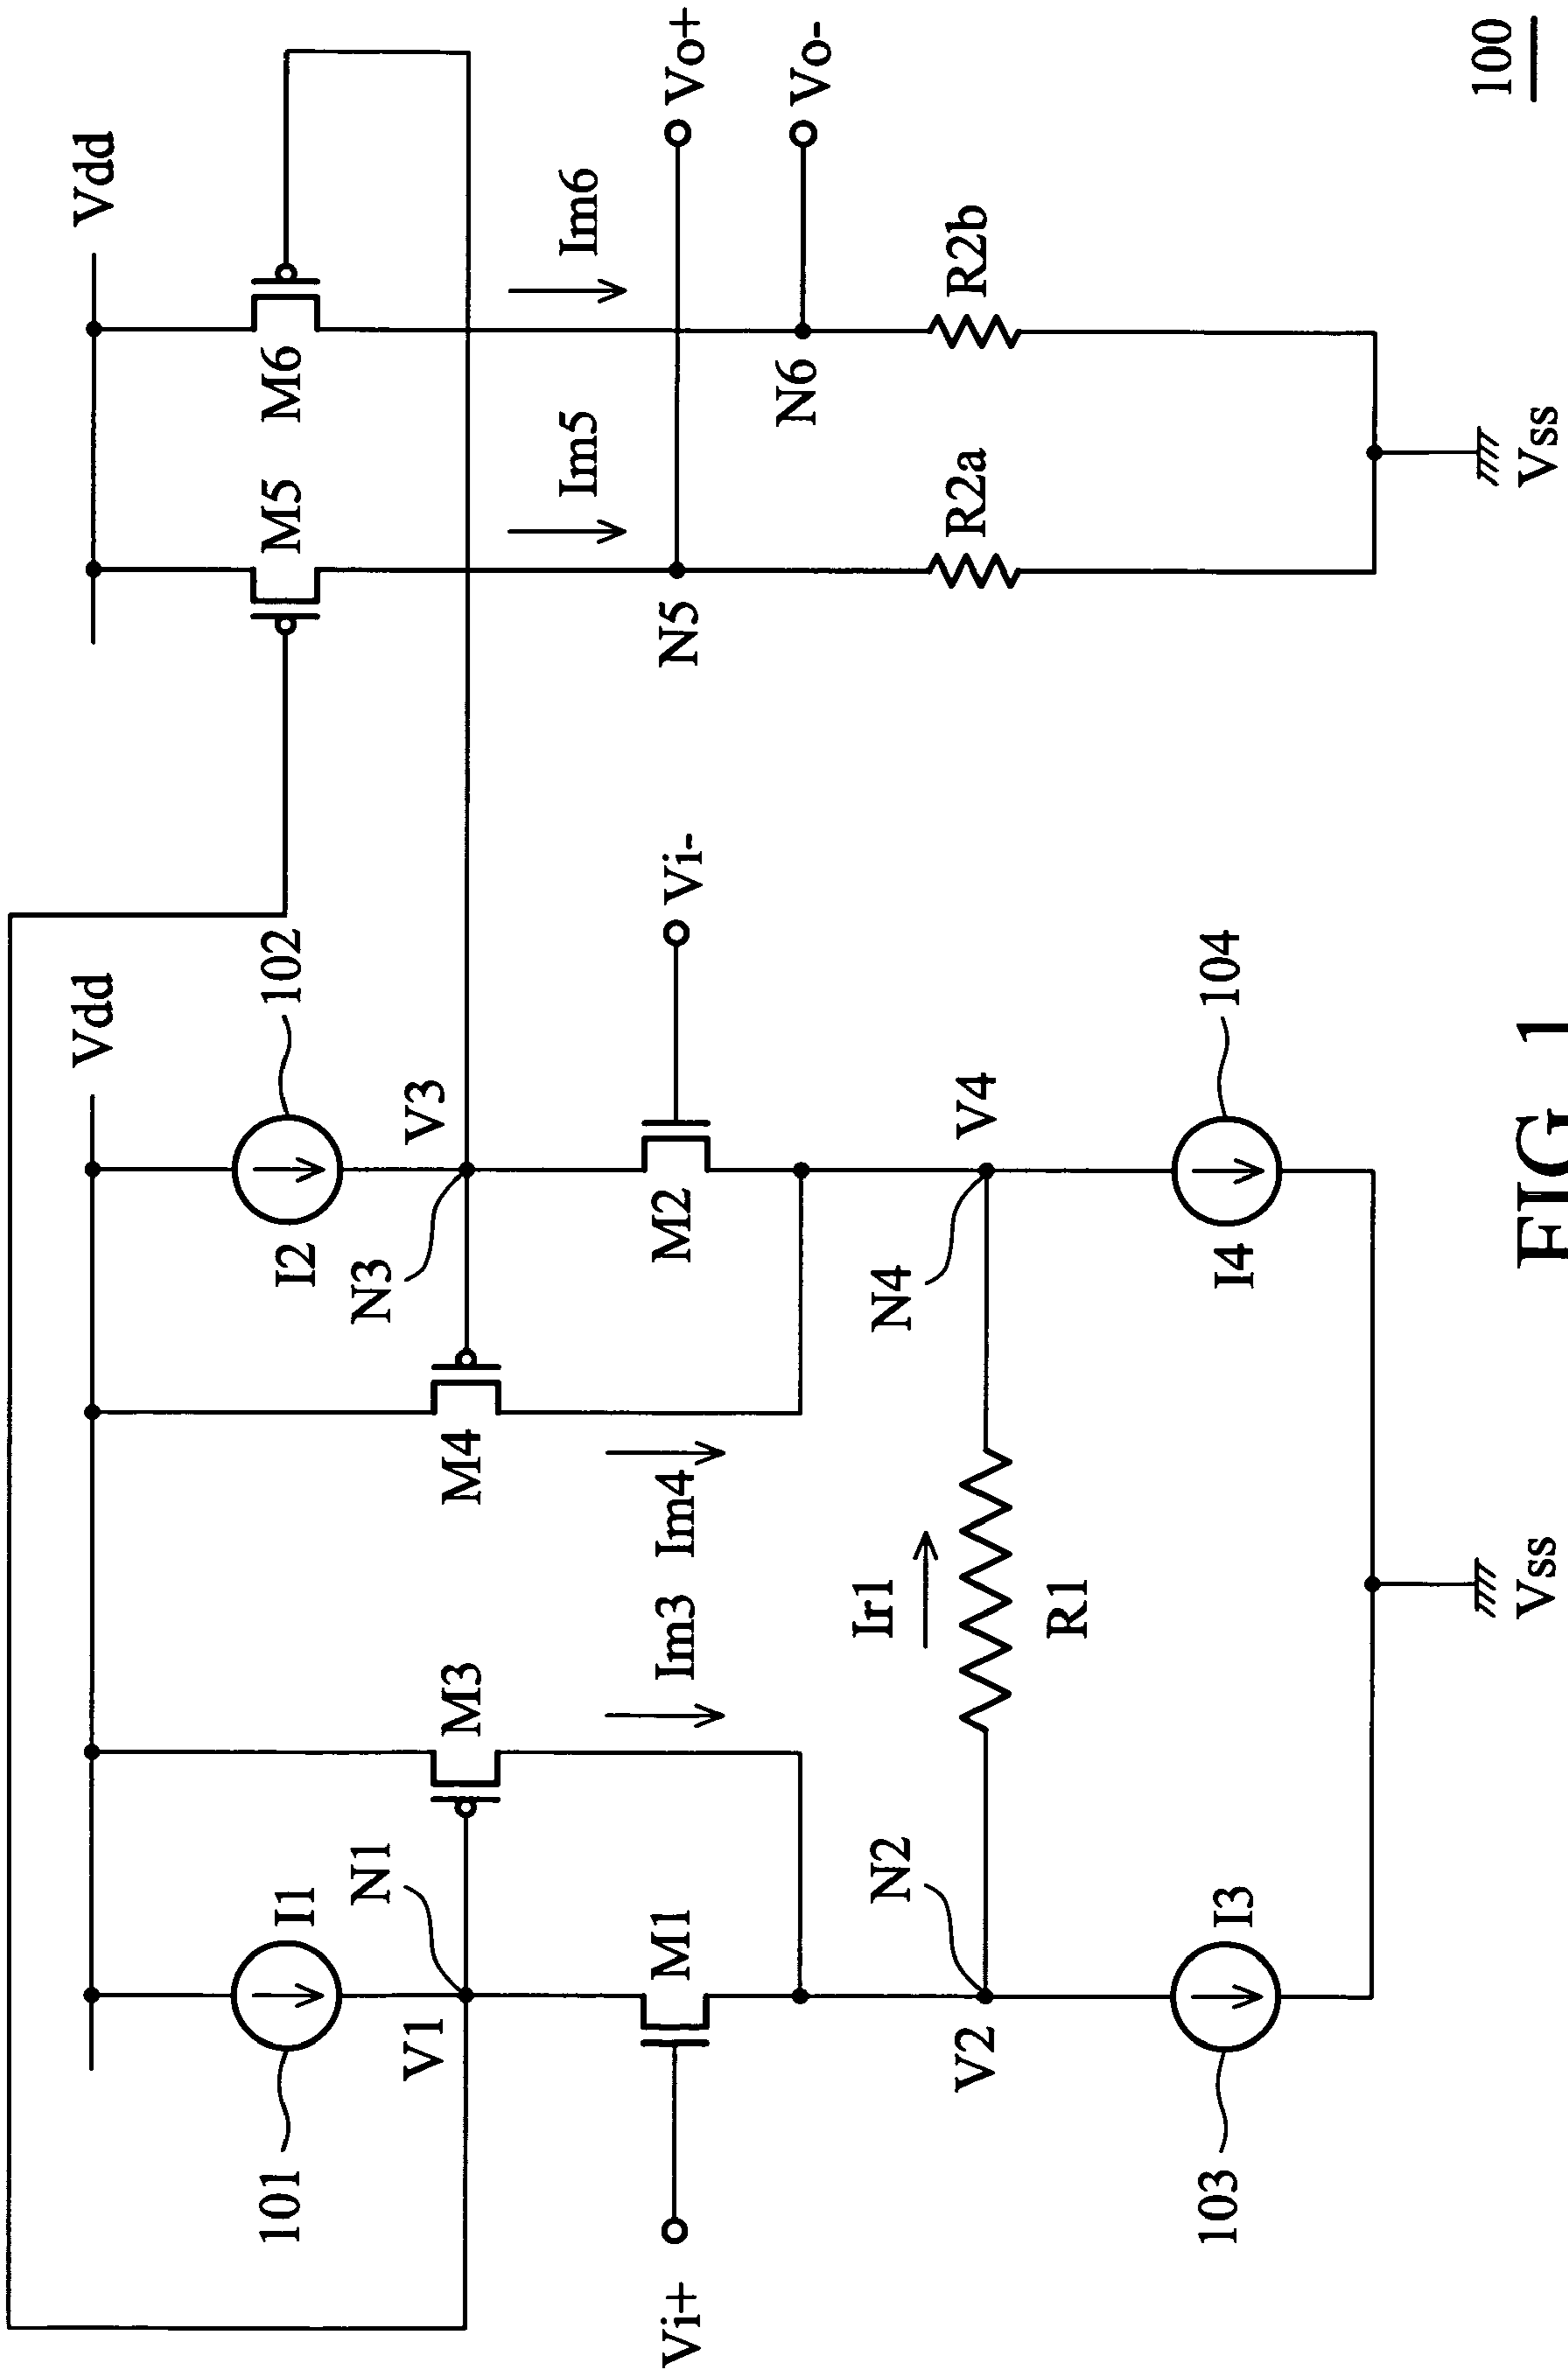 Vdd
Vdd
101
I1
I2
102
M5
M6
V1
N1
M3
M4
N3
V3
Im5
Im6
Vi+
M1
Im3
Im4
M2
Vi-
N5
Vo+
N6
Vo-
V2
N2
Ir1
N4
V4
R2a
R2b
R1
103
I3
I4
104
Vss
Vss
100
FIG. 1